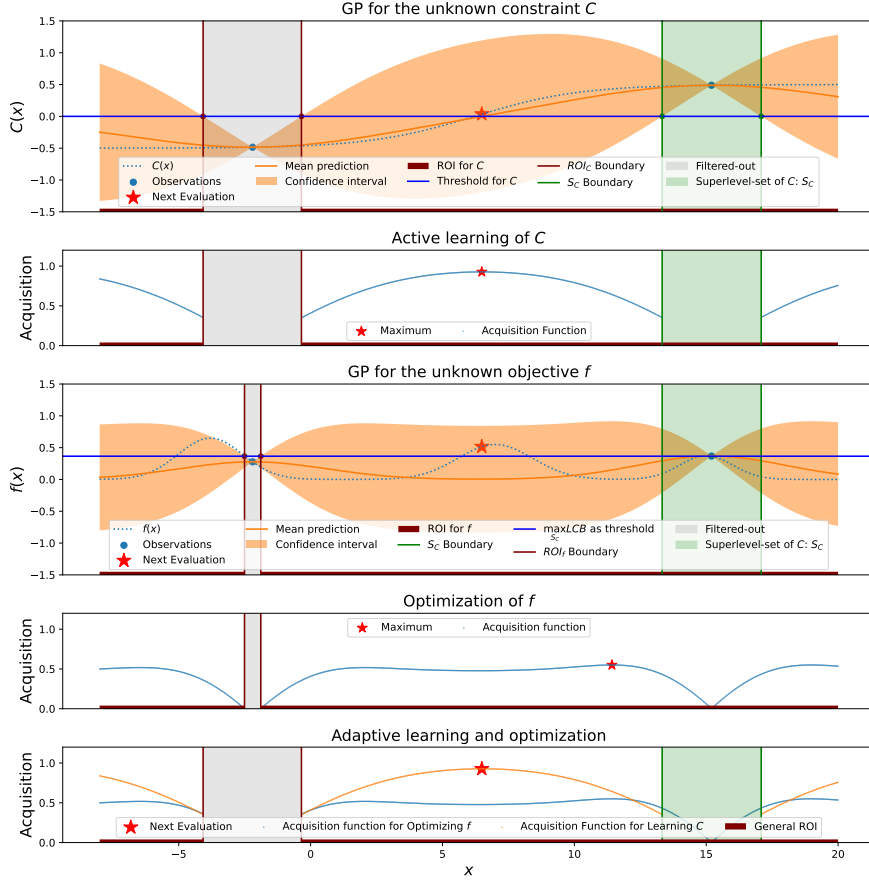 GP for the unknown constraint C
1.5
1.0
0.5
0.0
−0.5
−1.0
−1.5
C(x)
C(x) Mean prediction ROI for C ROI_C Boundary Filtered-out
Observations Confidence interval Threshold for C S_C Boundary Superlevel-set of C: S_C
Next Evaluation
Active learning of C
1.0
0.5
0.0
Acquisition
Maximum Acquisition Function
GP for the unknown objective f
1.5
1.0
0.5
0.0
−0.5
−1.0
−1.5
f(x)
f(x) Mean prediction ROI for f max LCB as threshold Filtered-out
S_C
Observations Confidence interval S_C Boundary ROI_f Boundary Superlevel-set of C: S_C
Next Evaluation
Optimization of f
1.0
0.5
0.0
Acquisition
Maximum Acquisition function
Adaptive learning and optimization
1.0
0.5
0.0
Acquisition
Next Evaluation Acquisition function for Optimizing f Acquisition Function for Learning C General ROI
−5 0 5 10 15 20
x